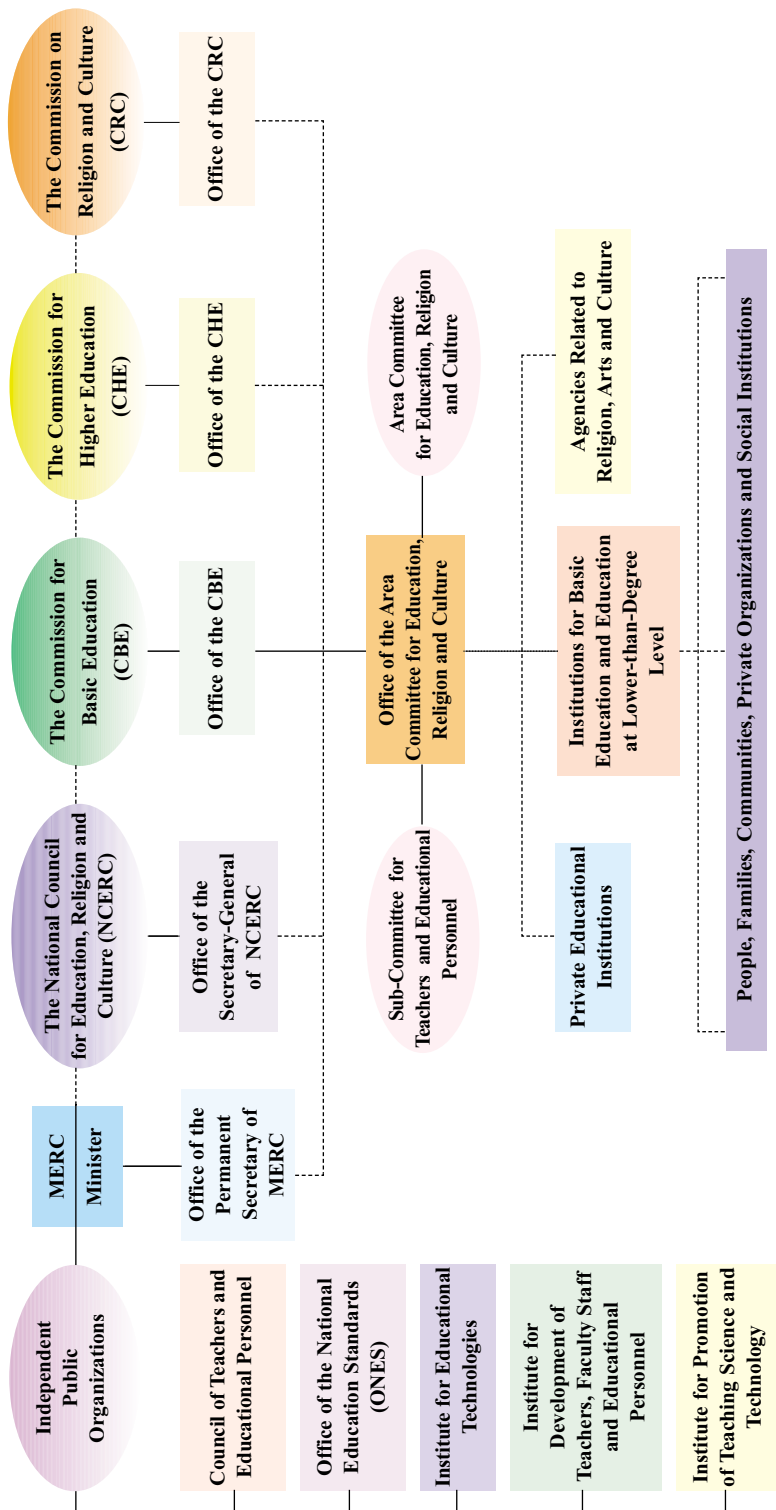 Independent
Public
Organizations
MERC
Minister
The National Council
for Education, Religion and
Culture (NCERC)
The Commission for
Basic Education
(CBE)
The Commission for
Higher Education
(CHE)
The Commission on
Religion and Culture
(CRC)
Council of Teachers and
Educational Personnel
Office of the National
Education Standards
(ONES)
Institute for Educational
Technologies
Institute for
Development of
Teachers, Faculty Staff
and Educational
Personnel
Institute for Promotion
of Teaching Science and
Technology
Office of the
Permanent
Secretary of
MERC
Office of the
Secretary-General
of NCERC
Office of the CBE
Office of the CHE
Office of the CRC
Sub-Committee for
Teachers and Educational
Personnel
Office of the Area
Committee for Education,
Religion and Culture
Area Committee
for Education, Religion
and Culture
Private Educational
Institutions
Institutions for Basic
Education and Education
at Lower-than-Degree
Level
Agencies Related to
Religion, Arts and Culture
People, Families, Communities, Private Organizations and Social Institutions